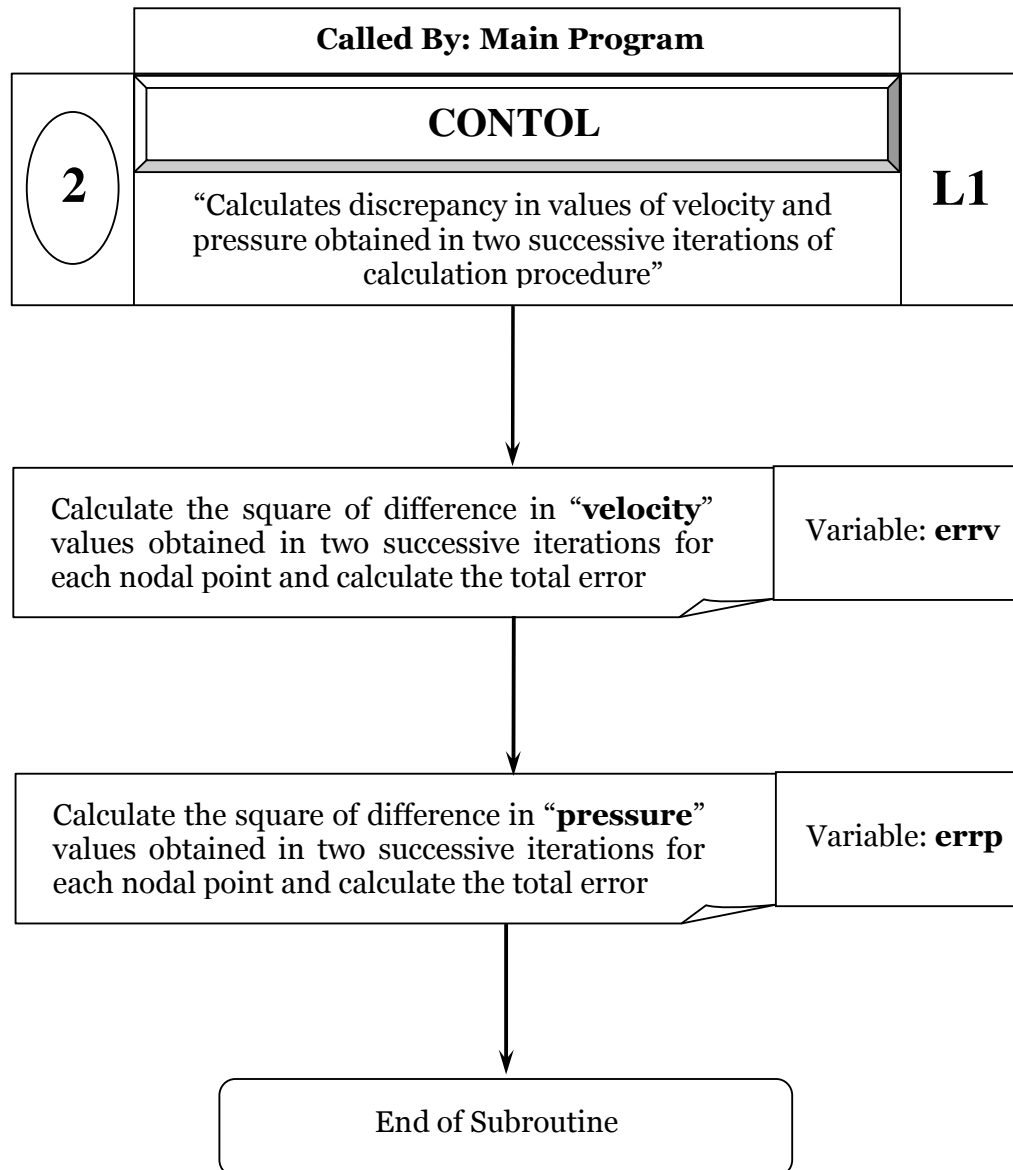 Called By: Main Program
2
CONTOL
L1
“Calculates discrepancy in values of velocity and
pressure obtained in two successive iterations of
calculation procedure”
Calculate the square of difference in “velocity”
values obtained in two successive iterations for
each nodal point and calculate the total error
Variable: errv
Calculate the square of difference in “pressure”
values obtained in two successive iterations for
each nodal point and calculate the total error
Variable: errp
End of Subroutine